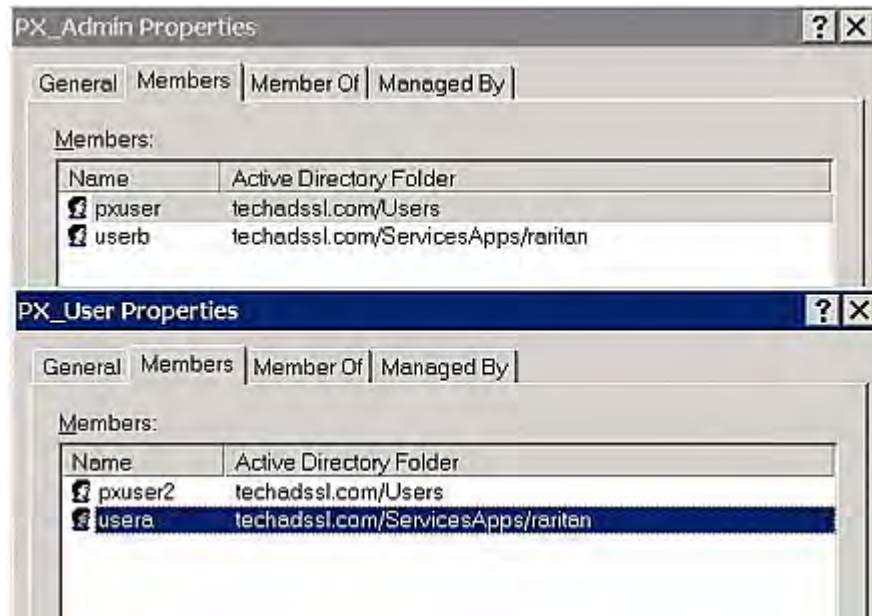 PX_Admin Properties
General Members Member Of Managed By
Members:
Name Active Directory Folder
pxuser techadssl.com/Users
userb techadssl.com/ServicesApps/raritan
PX_User Properties
General Members Member Of Managed By
Members:
Name Active Directory Folder
pxuser2 techadssl.com/Users
usera techadssl.com/ServicesApps/raritan